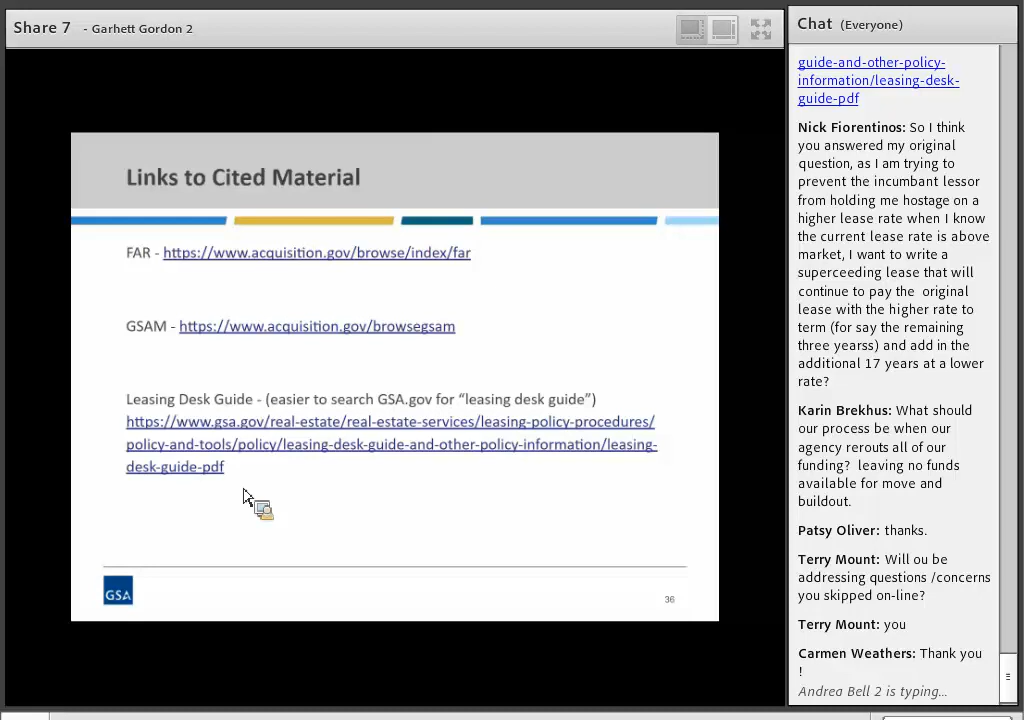 Share 7 - Garhett Gordon 2
Links to Cited Material
FAR - https://www.acquisition.gov/browse/index/far
GSAM - https://www.acquisition.gov/browsegsam
Leasing Desk Guide - (easier to search GSA.gov for “leasing desk guide”)
https://www.gsa.gov/real-estate/real-estate-services/leasing-policy-procedures/
policy-and-tools/policy/leasing-desk-guide-and-other-policy-information/leasing-
desk-guide-pdf
GSA
36
Chat (Everyone)
guide-and-other-policy-
information/leasing-desk-
guide-pdf
Nick Fiorentinos: So I think
you answered my original
question, as I am trying to
prevent the incumbant lessor
from holding me hostage on a
higher lease rate when I know
the current lease rate is above
market, I want to write a
superceeding lease that will
continue to pay the original
lease with the higher rate to
term (for say the remaining
three yearss) and add in the
additional 17 years at a lower
rate?
Karin Brekhus: What should
our process be when our
agency rerouts all of our
funding? leaving no funds
available for move and
buildout.
Patsy Oliver: thanks.
Terry Mount: Will ou be
addressing questions /concerns
you skipped on-line?
Terry Mount: you
Carmen Weathers: Thank you
!
Andrea Bell 2 is typing...